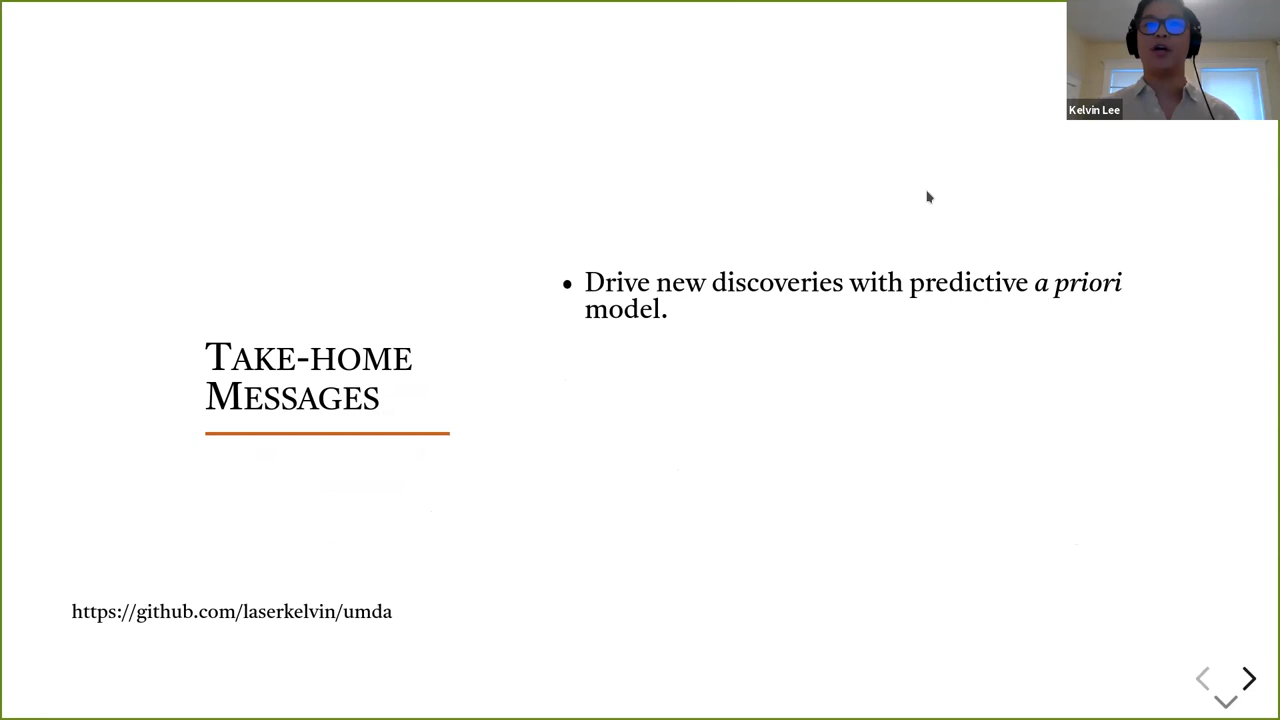 Kelvin Lee
• Drive new discoveries with predictive a priori
model.
TAKE-HOME
MESSAGES
https://github.com/laserkelvin/umda